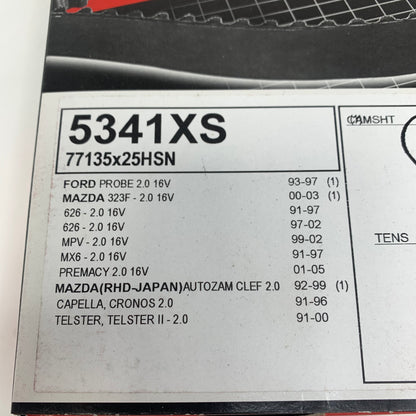 5341XS
77135x25HSN
FORD PROBE 2.0 16V 93-97 (1)
MAZDA 323F - 2.0 16V 00-03 (1)
626 - 2.0 16V 91-97
626 - 2.0 16V 97-02
MPV - 2.0 16V 99-02
MX6 - 2.0 16V 91-97
PREMACY 2.0 16V 01-05
MAZDA(RHD-JAPAN)AUTOZAM CLEF 2.0 92-99 (1)
CAPELLA, CRONOS 2.0 91-96
TELSTER, TELSTER II - 2.0 91-00
CAMSHT
TENS